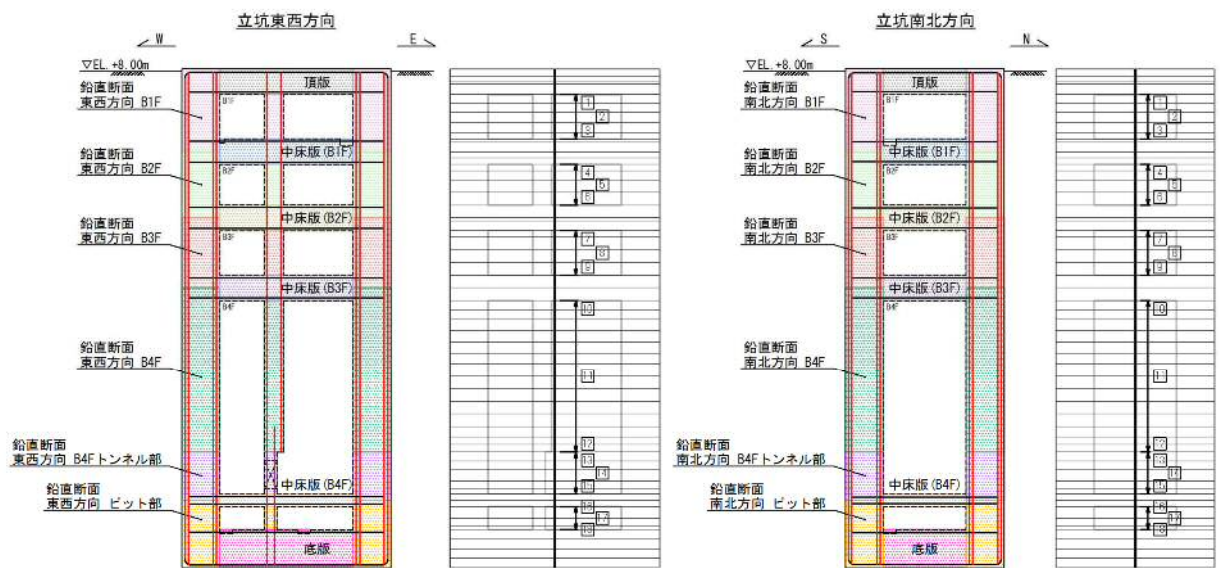 立坑東西方向
W
E
▽EL.+8.00m
鉛直断面
東西方向 B1F
鉛直断面
東西方向 B2F
鉛直断面
東西方向 B3F
鉛直断面
東西方向 B4F
鉛直断面
東西方向 B4Fトンネル部
鉛直断面
東西方向 ピット部
頂版
B1F
中床版(B1F)
B2F
中床版(B2F)
B3F
中床版(B3F)
B4F
中床版(B4F)
底版
1
2
3
4
5
6
7
8
9
10
11
12
13
14
15
16
17
18
立坑南北方向
S
N
▽EL.+8.00m
鉛直断面
南北方向 B1F
鉛直断面
南北方向 B2F
鉛直断面
南北方向 B3F
鉛直断面
南北方向 B4F
鉛直断面
南北方向 B4Fトンネル部
鉛直断面
南北方向 ピット部
頂版
B1F
中床版(B1F)
B2F
中床版(B2F)
B3F
中床版(B3F)
B4F
中床版(B4F)
底版
1
2
3
4
5
6
7
8
9
10
11
12
13
14
15